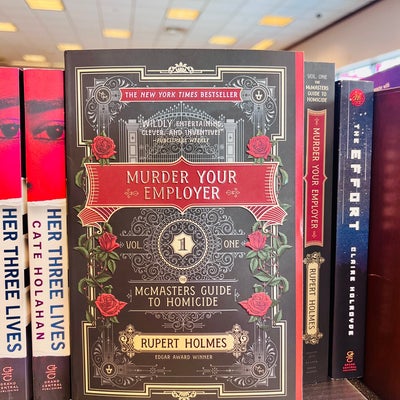 HER THREE LIVES
HER THREE LIVES
CATE HOLAHAN
GRAND
CENTRAL
THE NEW YORK TIMES BESTSELLER
"WILDLY ENTERTAINING,
CLEVER, AND INVENTIVE!"
PUBLISHERS WEEKLY
MURDER YOUR
EMPLOYER
VOL. 1 ONE
McMASTERS GUIDE
TO HOMICIDE
RUPERT HOLMES
EDGAR AWARD WINNER
VOL. ONE
THE
McMASTERS
GUIDE TO
HOMICIDE
MURDER YOUR EMPLOYER
RUPERT HOLMES
THE EFFORT
CLAIRE HOLROYDE